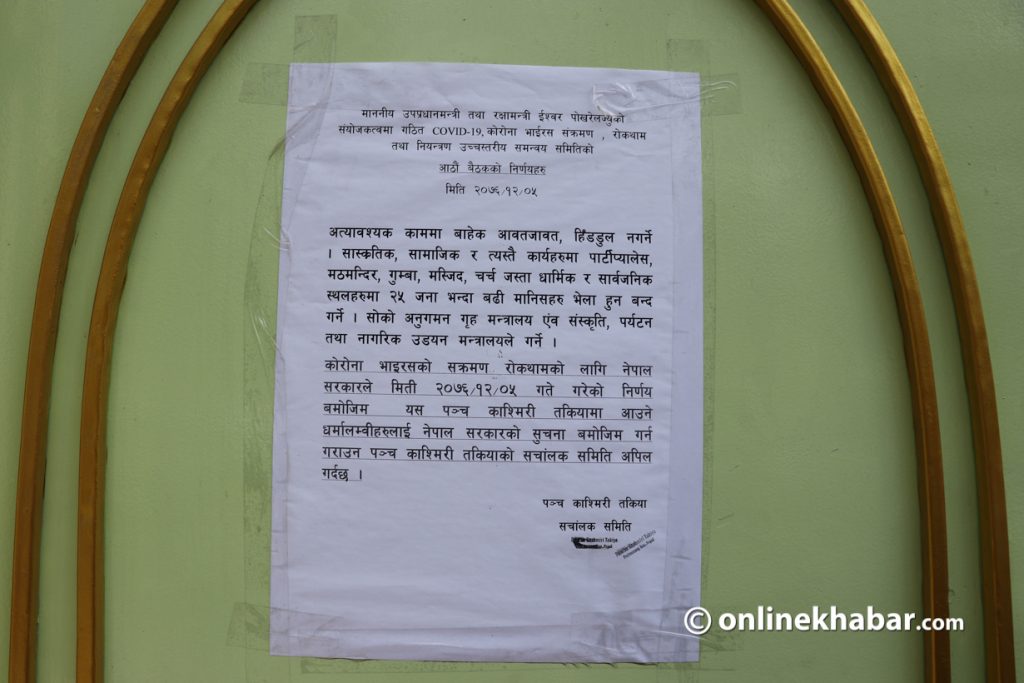 माननीय उपप्रधानमन्त्री तथा रक्षामन्त्री ईश्वर पोखरेलज्युको
संयोजकत्वमा गठित COVID-19, कोरोना भाईरस संक्रमण , रोकथाम
तथा नियन्त्रण उच्चस्तरीय समन्वय समितिको
आठौं बैठकको निर्णयहरु
मिति २०७६/१२/०५
अत्यावश्यक काममा बाहेक आवतजावत, हिँडडुल नगर्ने
। सास्कृतिक, सामाजिक र त्यस्तै कार्यहरुमा पार्टीप्यालेस,
मठमन्दिर, गुम्बा, मस्जिद, चर्च जस्ता धार्मिक र सार्वजनिक
स्थलहरुमा २५ जना भन्दा बढी मानिसहरु भेला हुन बन्द
गर्ने । सोको अनुगमन गृह मन्त्रालय एंव संस्कृति, पर्यटन
तथा नागरिक उडयन मन्त्रालयले गर्ने ।
कोरोना भाइरसको सक्रमण रोकथामको लागि नेपाल
सरकारले मिती २०७६/१२/०५ गते गरेको निर्णय
बमोजिम यस पञ्च काश्मिरी तकियामा आउने
धर्मालम्वीहरुलाई नेपाल सरकारको सुचना बमोजिम गर्न
गराउन पञ्च काश्मिरी तकियाको सचांलक समिति अपिल
गर्दछ ।
पञ्च काश्मिरी तकिया
सचांलक समिति
© onlinekhabar.com